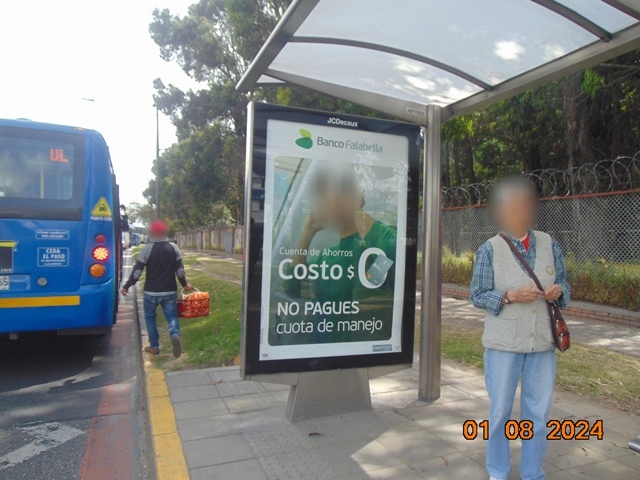 JCDecaux
Banco Falabella
Cuenta de Ahorros
Costo $0
NO PAGUES
cuota de manejo
UL
CEDA
EL PASO
01 08 2024